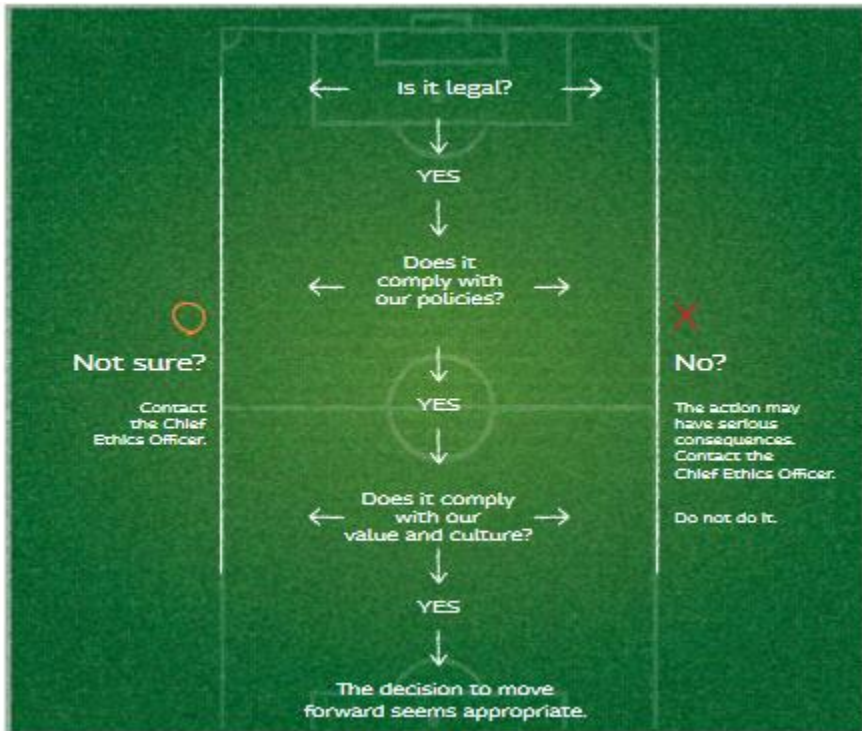 Is it legal?
YES
Does it
comply with
our policies?
Not sure?
Contact
the Chief
Ethics Officer.
No?
The action may
have serious
consequences.
Contact the
Chief Ethics Officer.
Do not do it.
YES
Does it comply
with our
value and culture?
YES
The decision to move
forward seems appropriate.